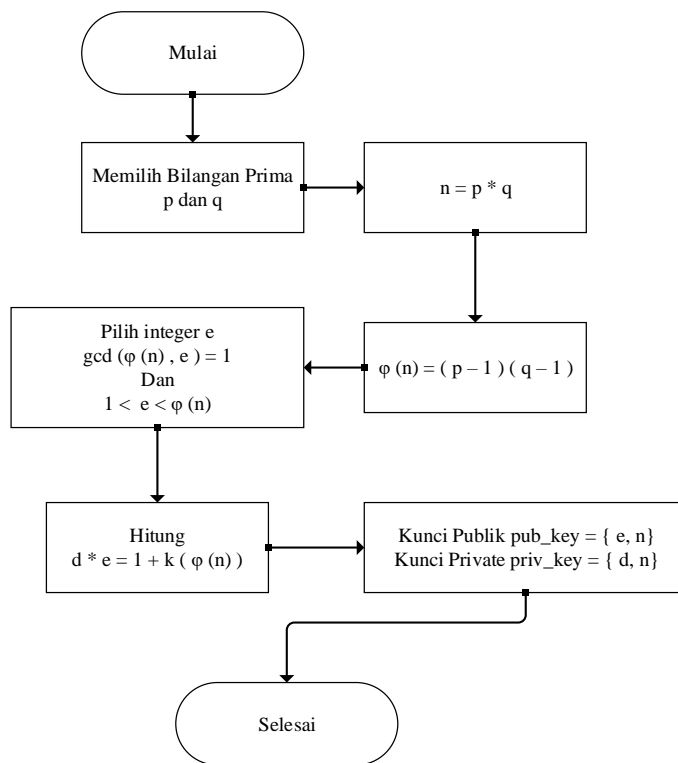 Mulai
Memilih Bilangan Prima
p dan q
n = p * q
φ (n) = ( p – 1 ) ( q – 1 )
Pilih integer e
gcd (φ (n) , e ) = 1
Dan
1 < e < φ (n)
Hitung
d * e = 1 + k ( φ (n) )
Kunci Publik pub_key = { e, n}
Kunci Private priv_key = { d, n}
Selesai